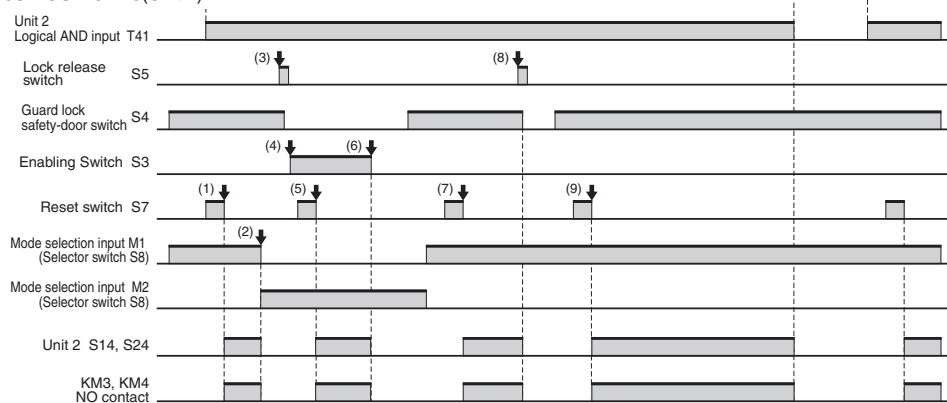 Unit 2
Logical AND input T41
(3)
(8)
Lock release
switch S5
Guard lock
safety-door switch S4
(4)
(6)
Enabling Switch S3
(1)
(5)
(7)
(9)
Reset switch S7
(2)
Mode selection input M1
(Selector switch S8)
Mode selection input M2
(Selector switch S8)
Unit 2 S14, S24
KM3, KM4
NO contact